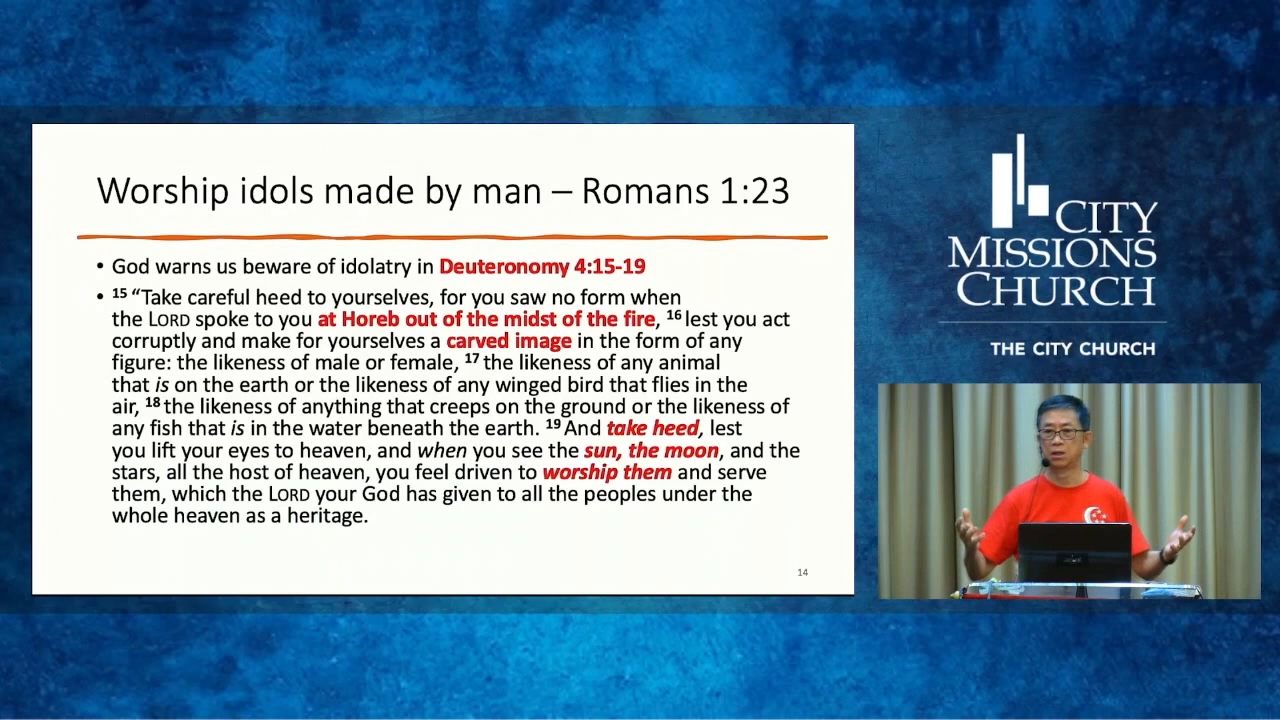 Worship idols made by man – Romans 1:23
• God warns us beware of idolatry in Deuteronomy 4:15-19
• 15 “Take careful heed to yourselves, for you saw no form when
the LORD spoke to you at Horeb out of the midst of the fire, 16 lest you act
corruptly and make for yourselves a carved image in the form of any
figure: the likeness of male or female, 17 the likeness of any animal
that is on the earth or the likeness of any winged bird that flies in the
air, 18 the likeness of anything that creeps on the ground or the likeness of
any fish that is in the water beneath the earth. 19 And take heed, lest
you lift your eyes to heaven, and when you see the sun, the moon, and the
stars, all the host of heaven, you feel driven to worship them and serve
them, which the LORD your God has given to all the peoples under the
whole heaven as a heritage.
14
CITY
MISSIONS
CHURCH
THE CITY CHURCH